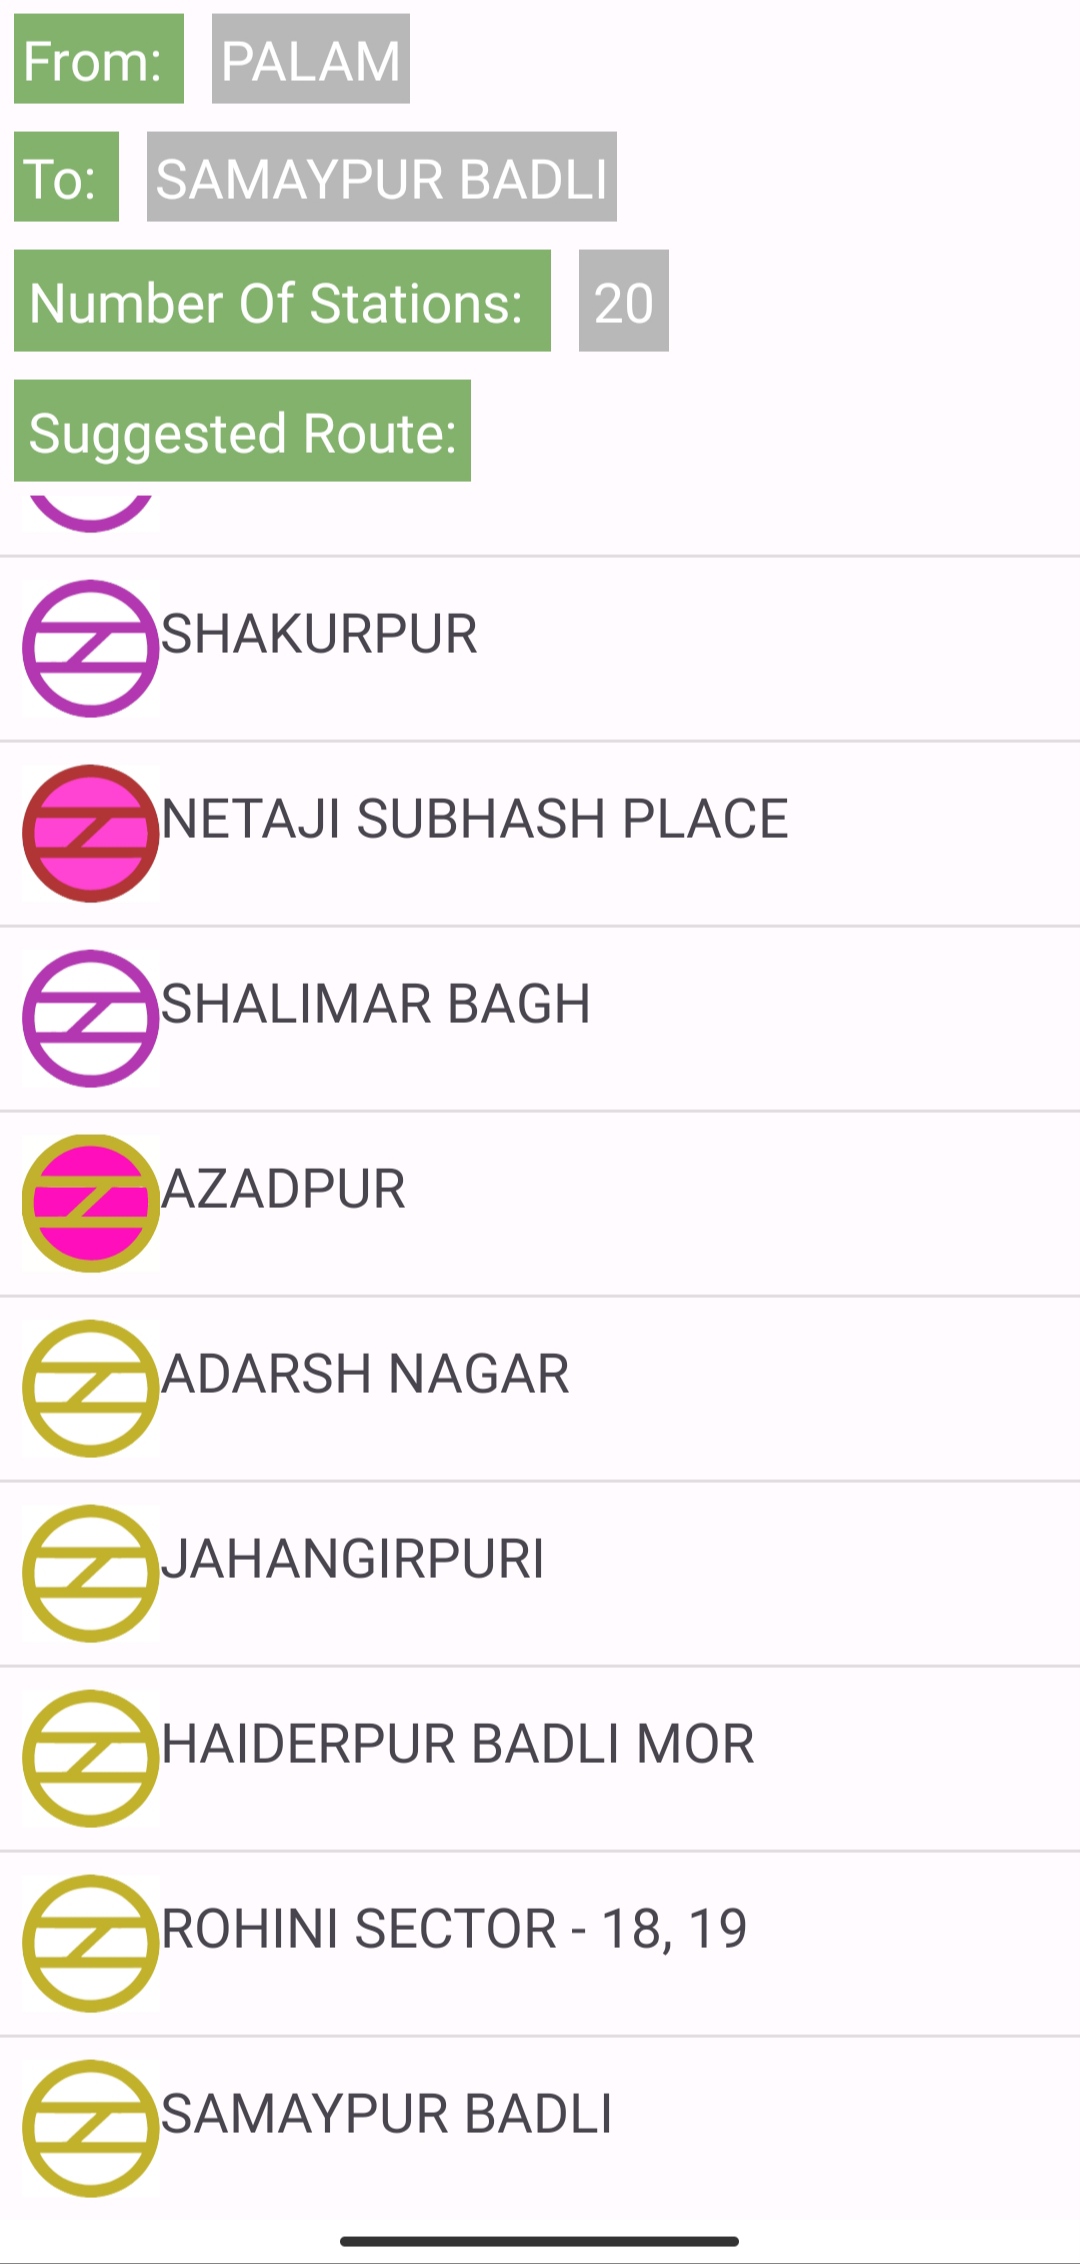 From: PALAM
To: SAMAYPUR BADLI
Number Of Stations: 20
Suggested Route:
SHAKURPUR
NETAJI SUBHASH PLACE
SHALIMAR BAGH
AZADPUR
ADARSH NAGAR
JAHANGIRPURI
HAIDERPUR BADLI MOR
ROHINI SECTOR - 18, 19
SAMAYPUR BADLI